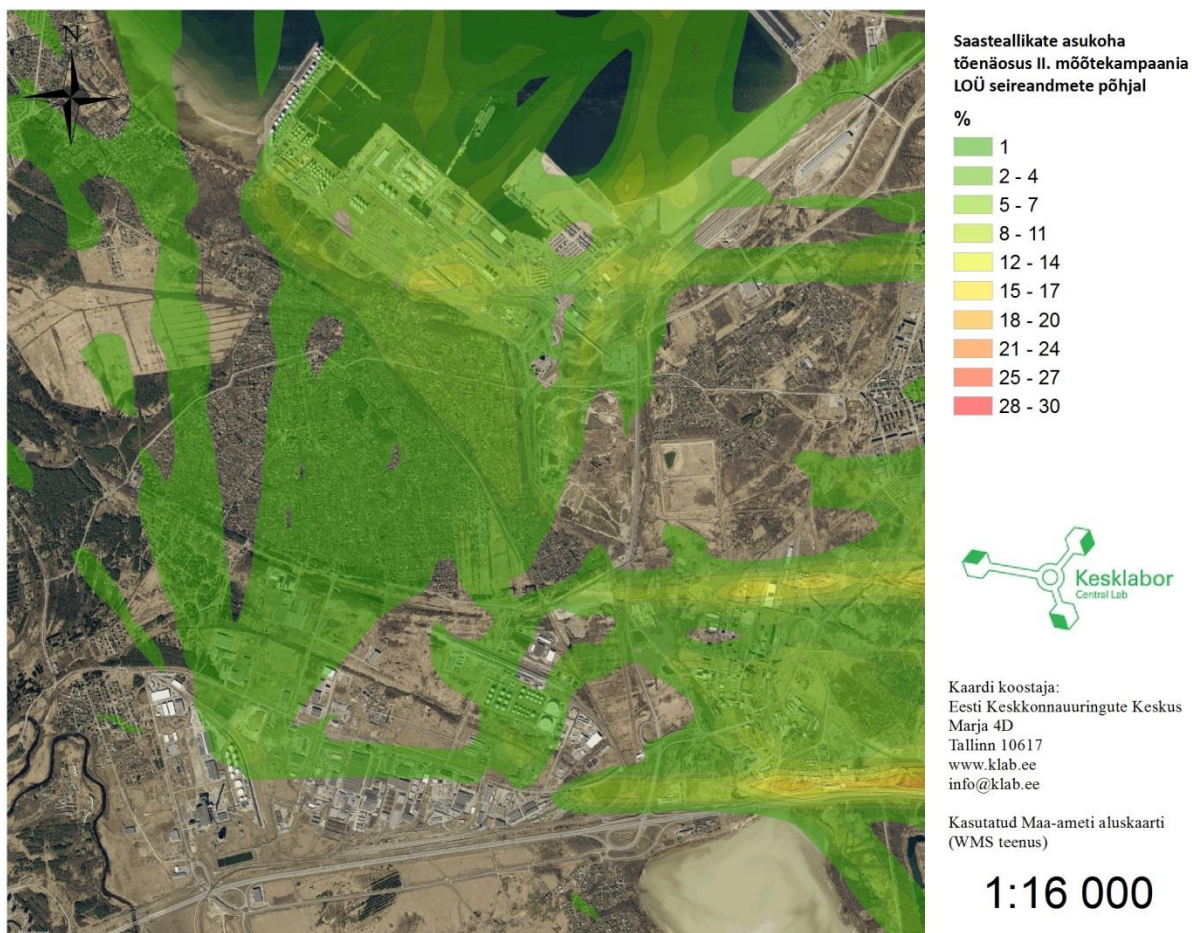 N
Saasteallikate asukoha
tõenäosus II. mõõtekampaania
LOÜ seireandmete põhjal
%
1
2 - 4
5 - 7
8 - 11
12 - 14
15 - 17
18 - 20
21 - 24
25 - 27
28 - 30
Kesklabor
Central Lab
Kaardi koostaja:
Eesti Keskkonnauuringute Keskus
Marja 4D
Tallinn 10617
www.klab.ee
info@klab.ee
Kasutatud Maa-ameti aluskaarti
(WMS teenus)
1:16 000